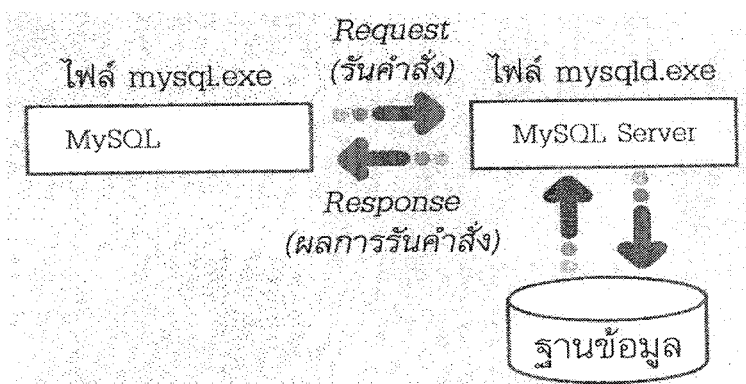 Request
(รันคำสั่ง)
ไฟล์ mysql.exe
ไฟล์ mysqld.exe
MySQL
MySQL Server
Response
(ผลการรันคำสั่ง)
ฐานข้อมูล